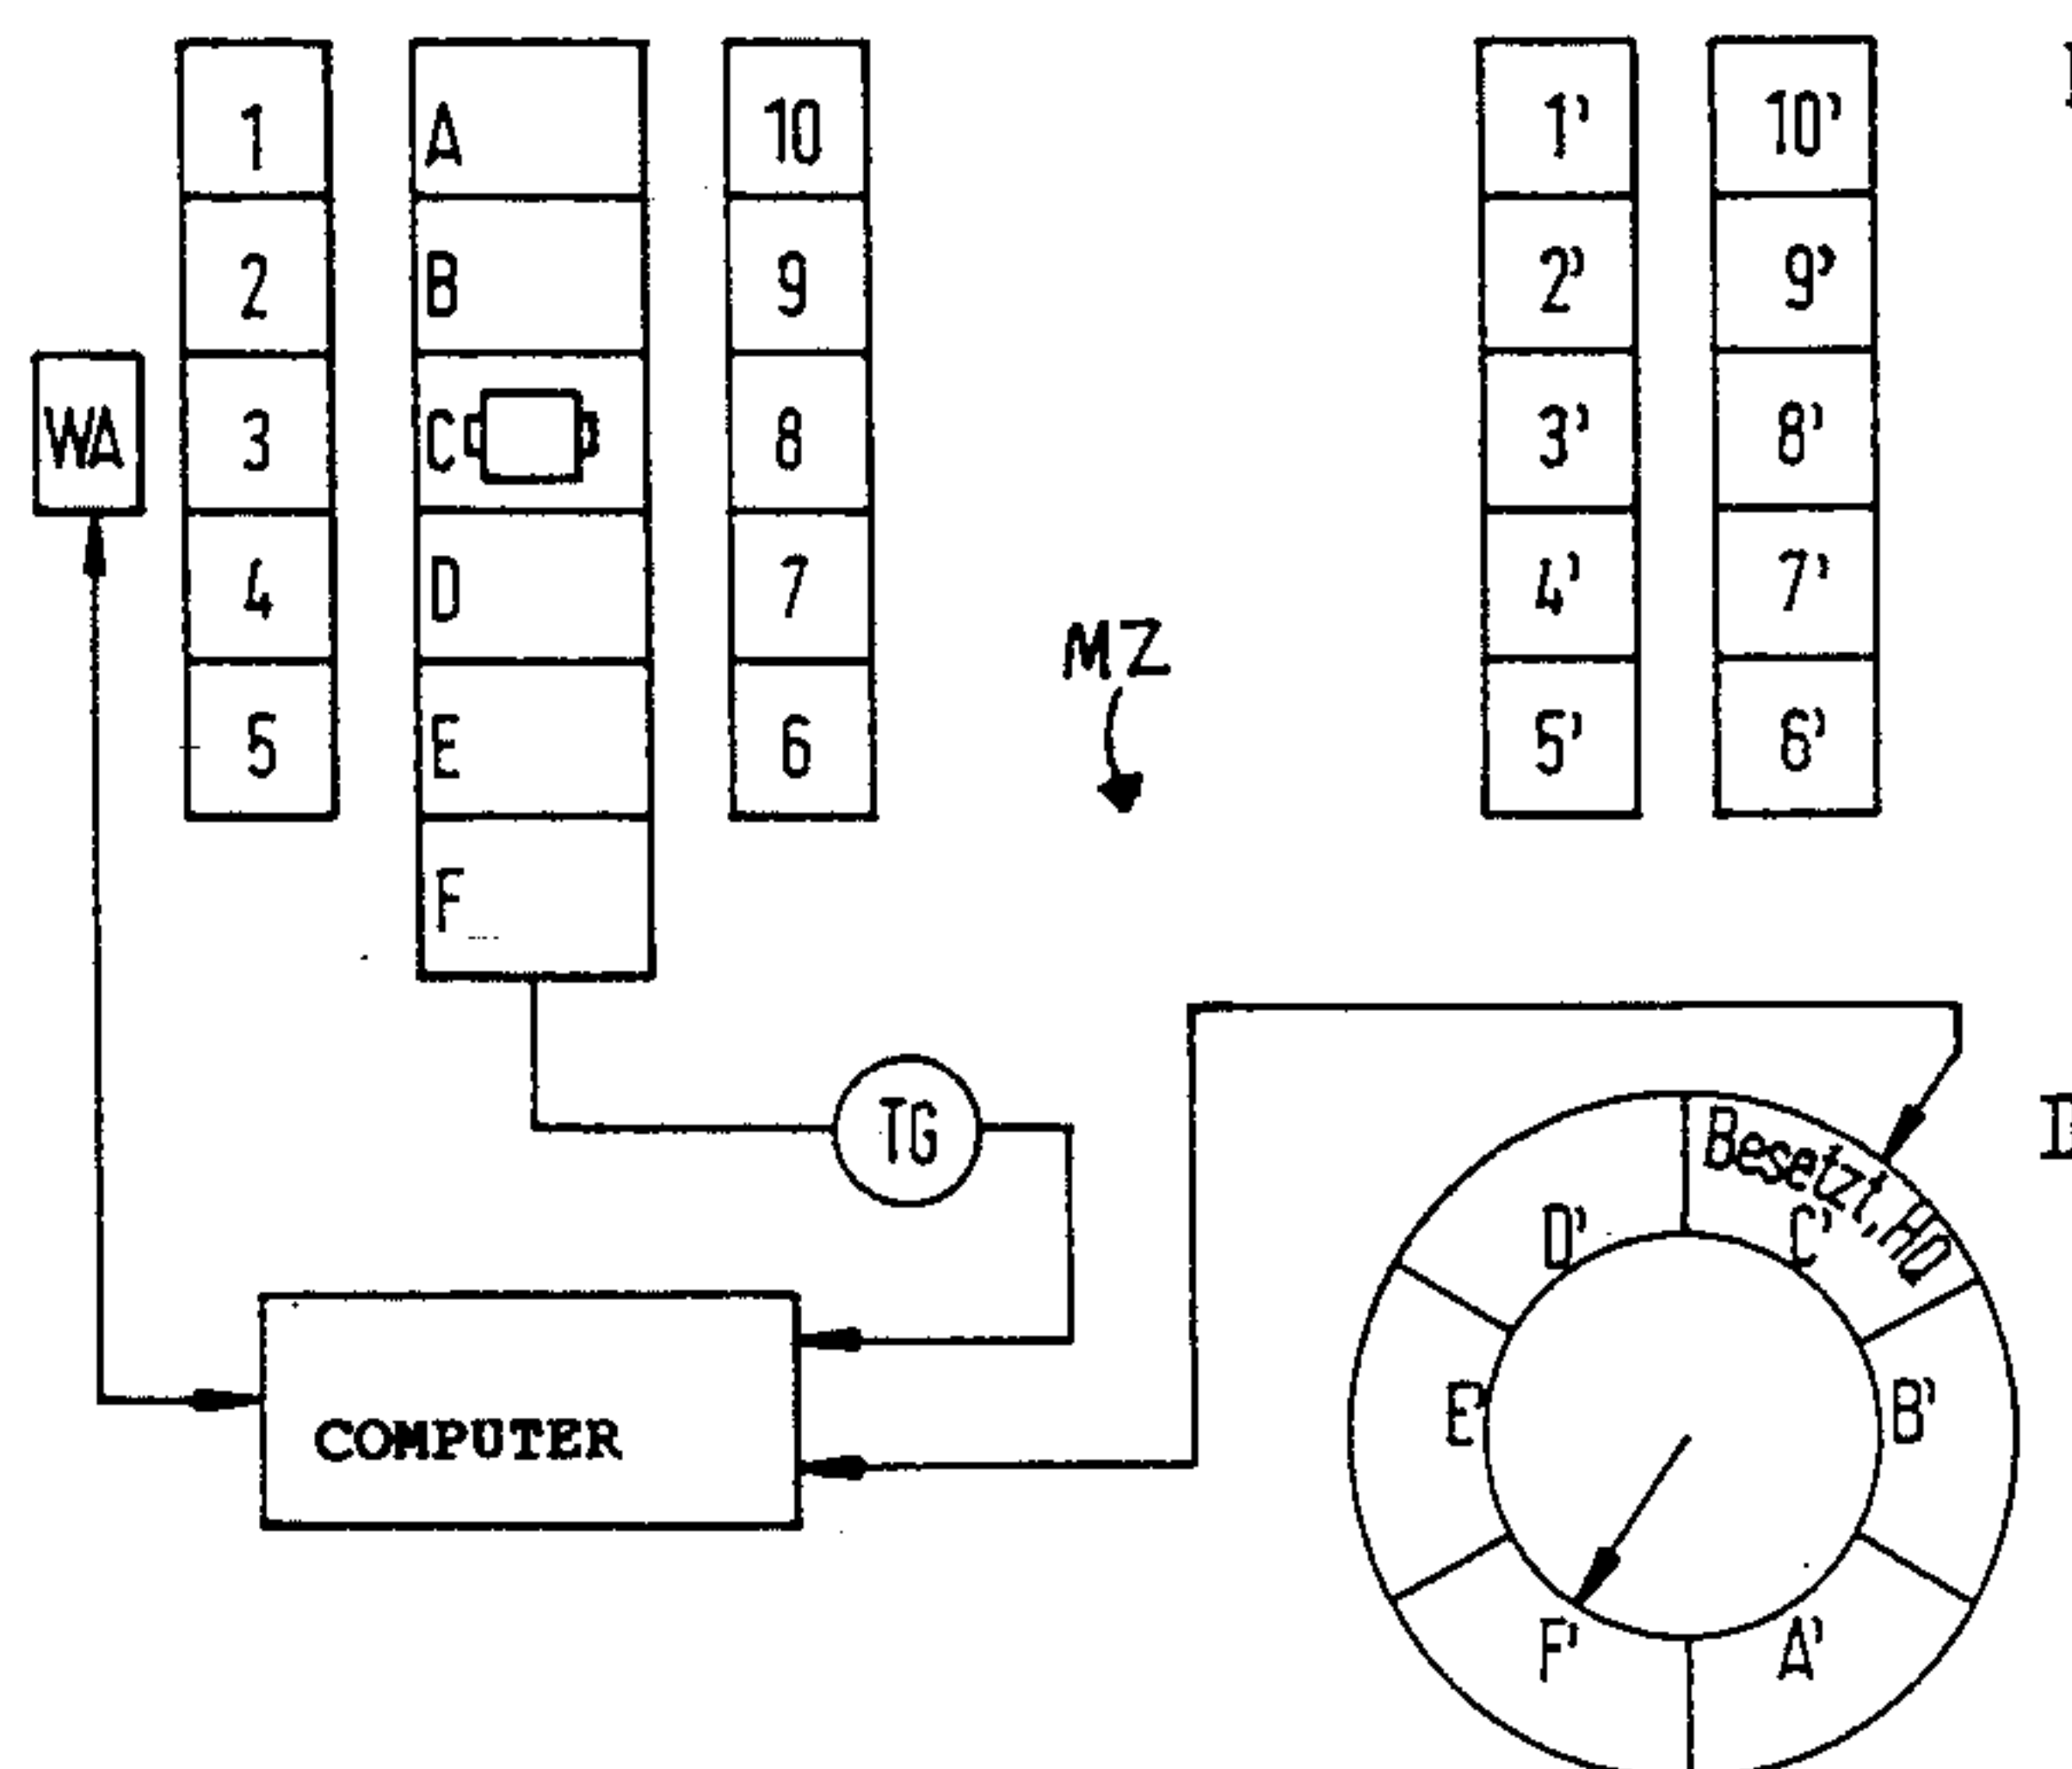 1 A 10 1' 10'
2 B 9 2' 9'
WA 3 C 8 3' 8'
4 D 7 4' 7'
MZ
5 E 6 5' 6'
F
TG
Besetzt,
D' C'
E' B'
COMPUTER
F' A'